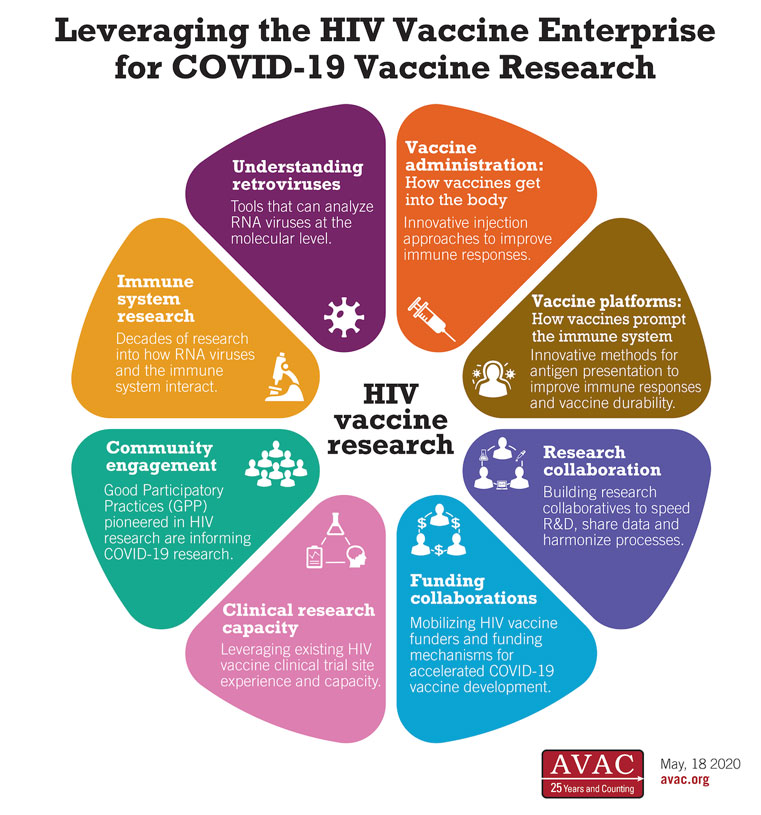 Leveraging the HIV Vaccine Enterprise
for COVID-19 Vaccine Research
Understanding
retroviruses
Tools that can analyze
RNA viruses at the
molecular level.
Vaccine
administration:
How vaccines get
into the body
Innovative injection
approaches to improve
immune responses.
Vaccine platforms:
How vaccines prompt
the immune system
Innovative methods for
antigen presentation to
improve immune responses
and vaccine durability.
Research
collaboration
Building research
collaboratives to speed
R&D, share data and
harmonize processes.
$ $
$
Funding
collaborations
Mobilizing HIV vaccine
funders and funding
mechanisms for
accelerated COVID-19
vaccine development.
Clinical research
capacity
Leveraging existing HIV
vaccine clinical trial site
experience and capacity.
Community
engagement
Good Participatory
Practices (GPP)
pioneered in HIV
research are informing
COVID-19 research.
Immune
system
research
Decades of research
into how RNA viruses
and the immune
system interact.
HIV
vaccine
research
AVAC
25 Years and Counting
May, 18 2020
avac.org